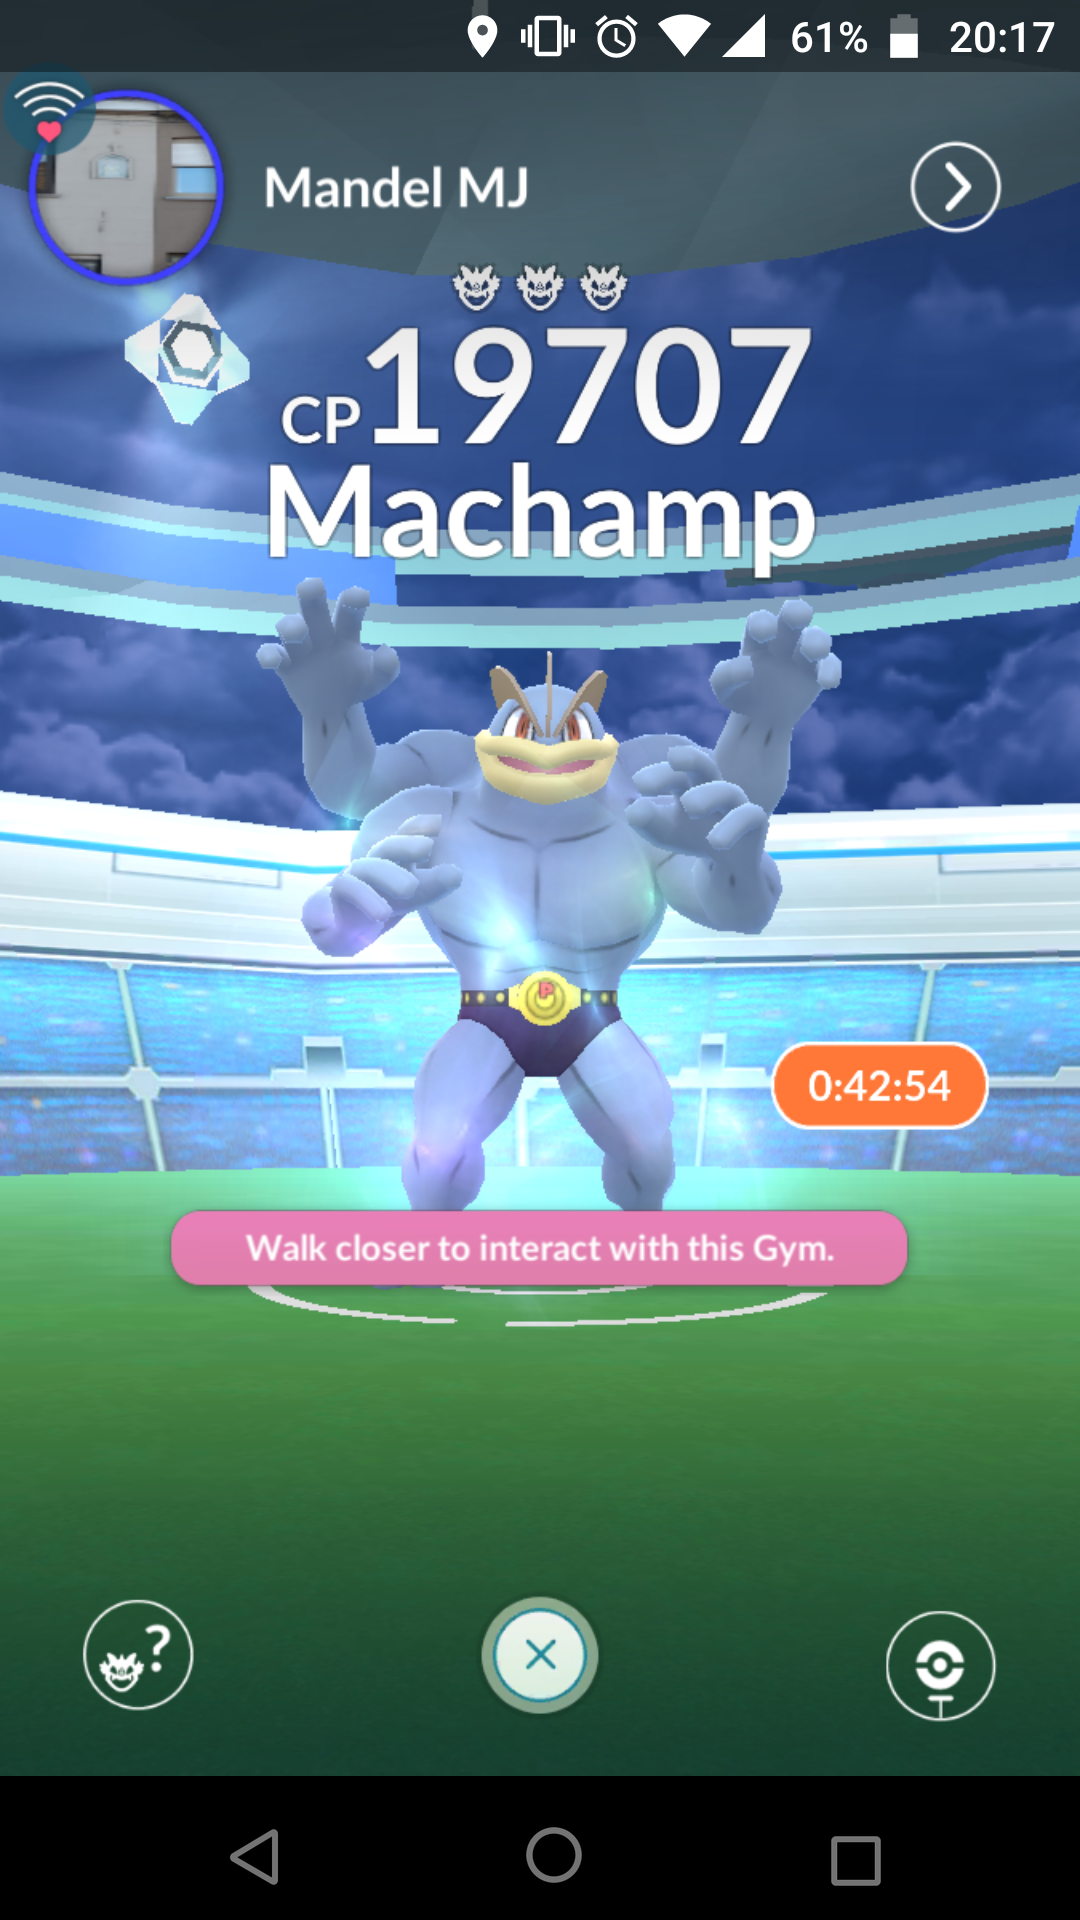 61% 20:17
Mandel MJ
CP19707
Machamp
0:42:54
Walk closer to interact with this Gym.
?